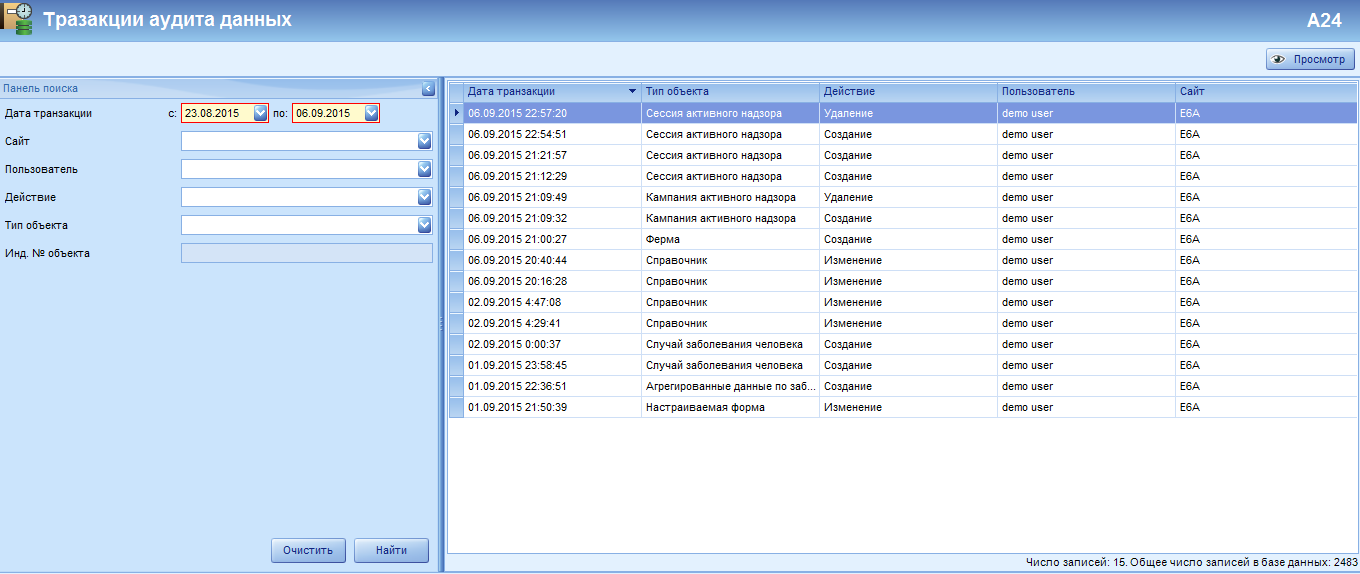 Тразакции аудита данных
A24
Просмотр
Панель поиска
Дата транзакции с: 23.08.2015 по: 06.09.2015
Сайт
Пользователь
Действие
Тип объекта
Инд. № объекта
Очистить Найти
Дата транзакции Тип объекта Действие Пользователь Сайт
06.09.2015 22:57:20 Сессия активного надзора Удаление demo user E6A
06.09.2015 22:54:51 Сессия активного надзора Создание demo user E6A
06.09.2015 21:21:57 Сессия активного надзора Создание demo user E6A
06.09.2015 21:12:29 Сессия активного надзора Создание demo user E6A
06.09.2015 21:09:49 Кампания активного надзора Удаление demo user E6A
06.09.2015 21:09:32 Кампания активного надзора Создание demo user E6A
06.09.2015 21:00:27 Ферма Создание demo user E6A
06.09.2015 20:40:44 Справочник Изменение demo user E6A
06.09.2015 20:16:28 Справочник Изменение demo user E6A
02.09.2015 4:47:08 Справочник Изменение demo user E6A
02.09.2015 4:29:41 Справочник Изменение demo user E6A
02.09.2015 0:00:37 Случай заболевания человека Создание demo user E6A
01.09.2015 23:58:45 Случай заболевания человека Создание demo user E6A
01.09.2015 22:36:51 Агрегированные данные по заб... Создание demo user E6A
01.09.2015 21:50:39 Настраиваемая форма Изменение demo user E6A
Число записей: 15. Общее число записей в базе данных: 2483